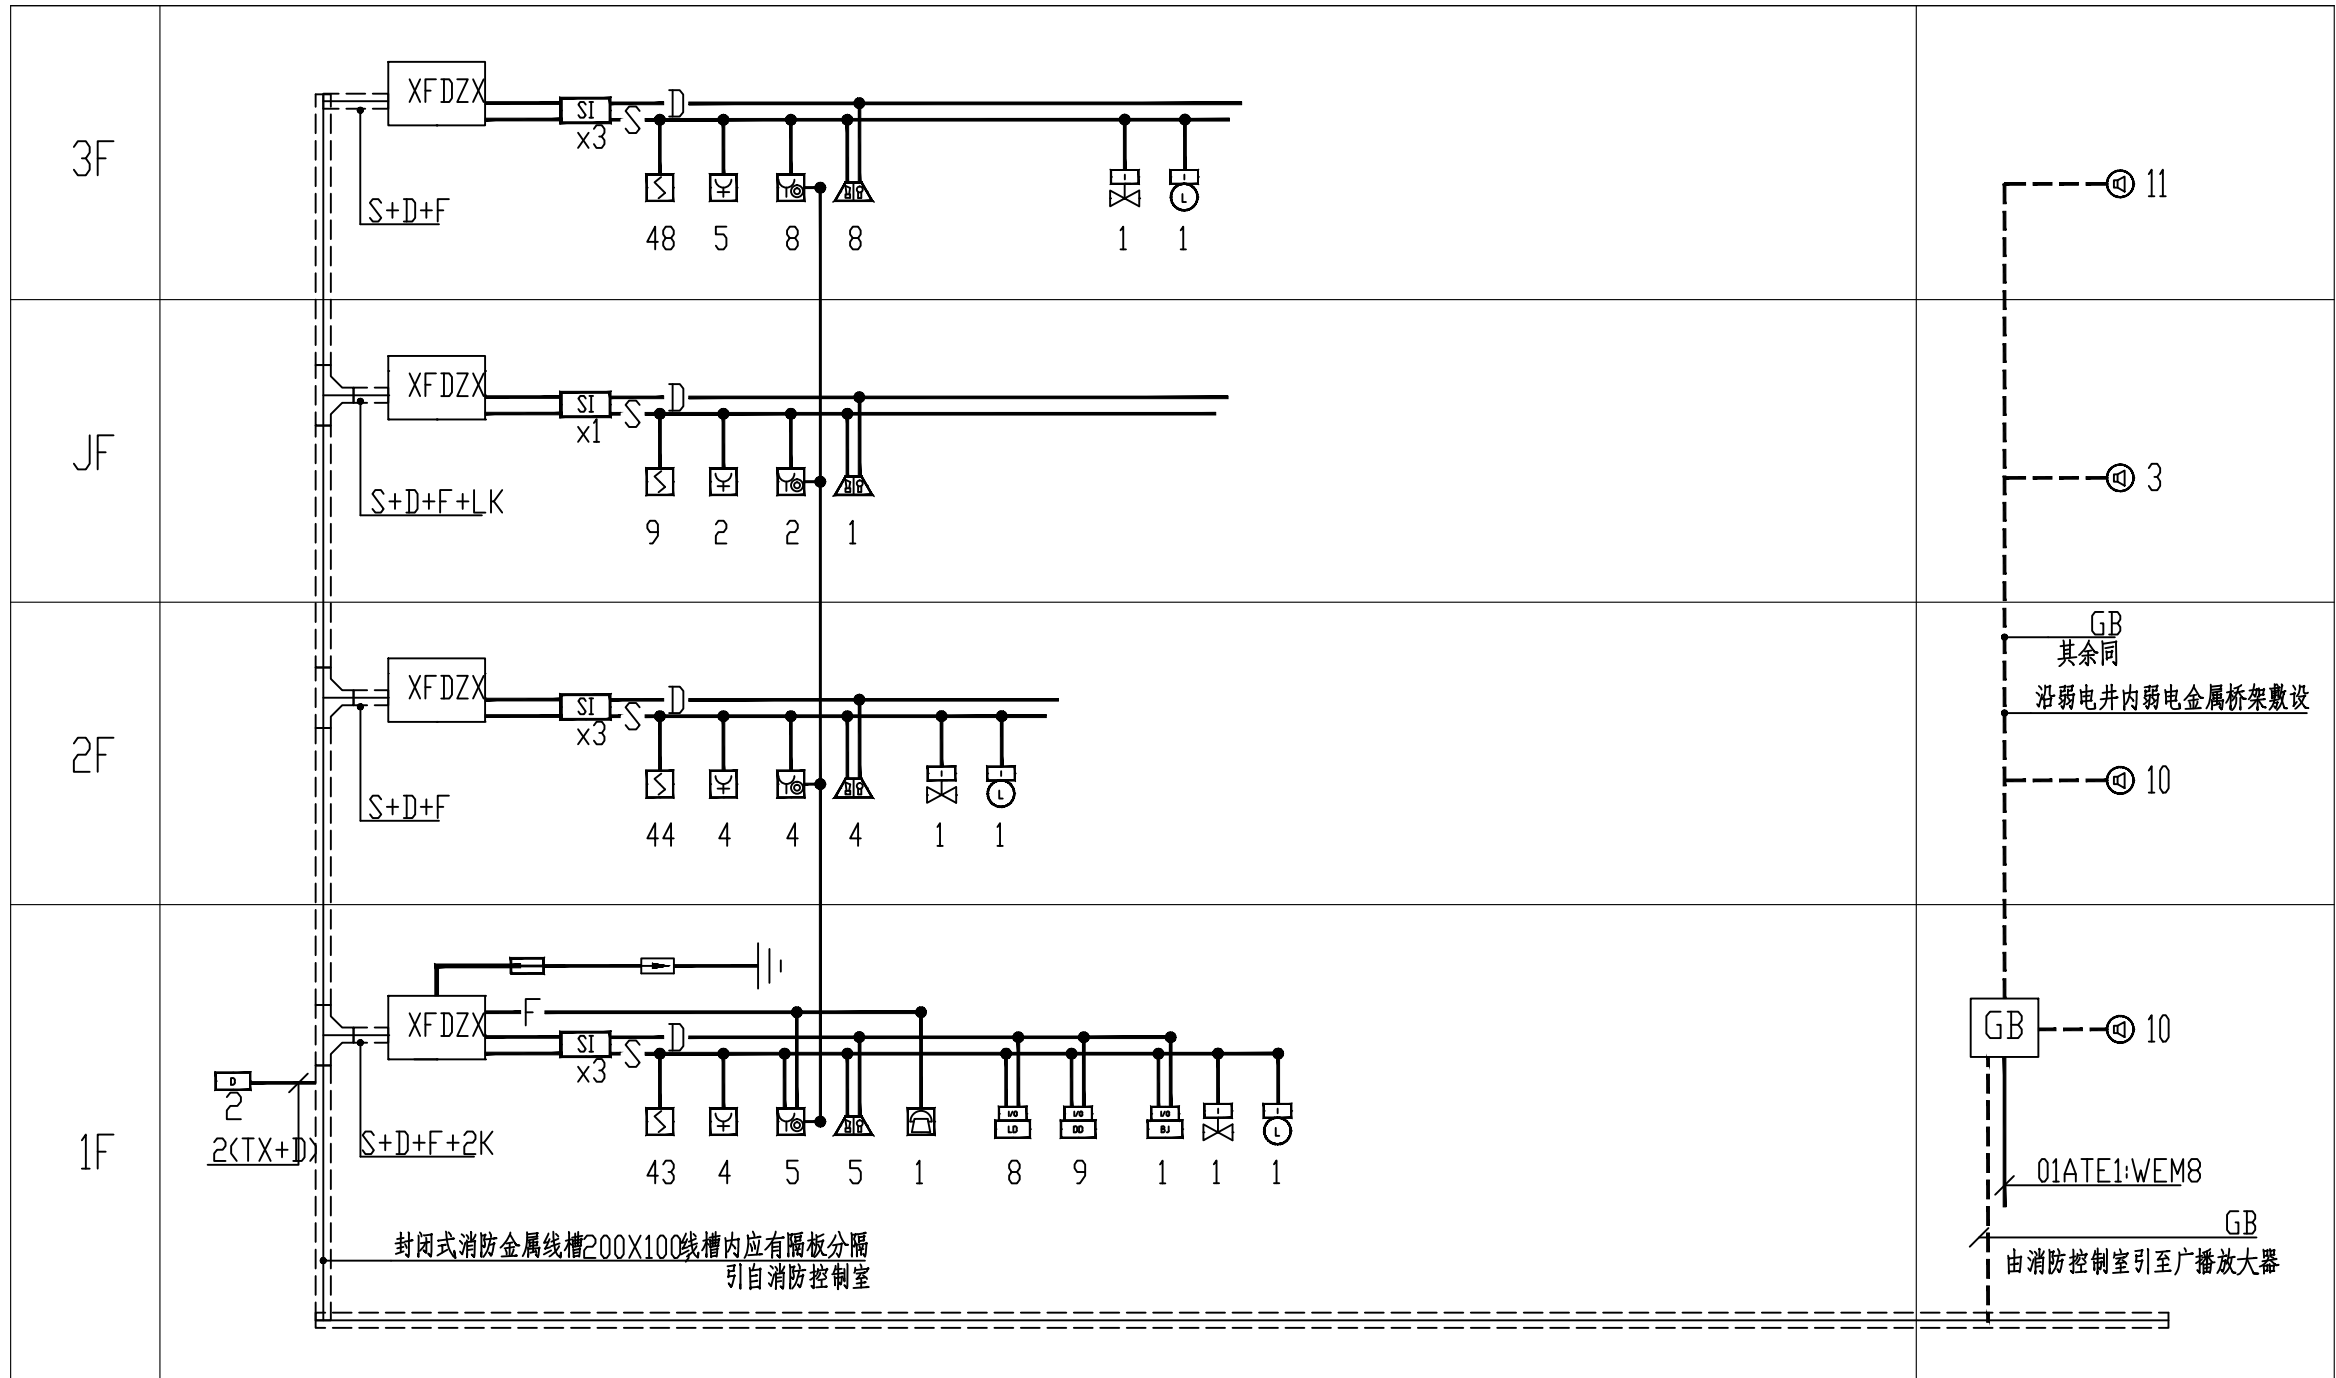 3F
XFDZX
SI
x3
S
D
S+D+F
48 5 8 8 1 1
L
11
JF
XFDZX
SI
x1
S
D
S+D+F+LK
9 2 2 1
3
2F
XFDZX
SI
x3
S
D
S+D+F
44 4 4 4 1 1
L
GB
其余同
沿弱电井内弱电金属桥架敷设
10
1F
XFDZX
F
SI
x3
S
D
D
2
2(TX+D)
S+D+F+2K
I/O I/O I/O
LD DD BJ
L
43 4 5 5 1 8 9 1 1 1
GB
10
01ATE1:WEM8
GB
由消防控制室引至广播放大器
封闭式消防金属线槽200X100线槽内应有隔板分隔
引自消防控制室